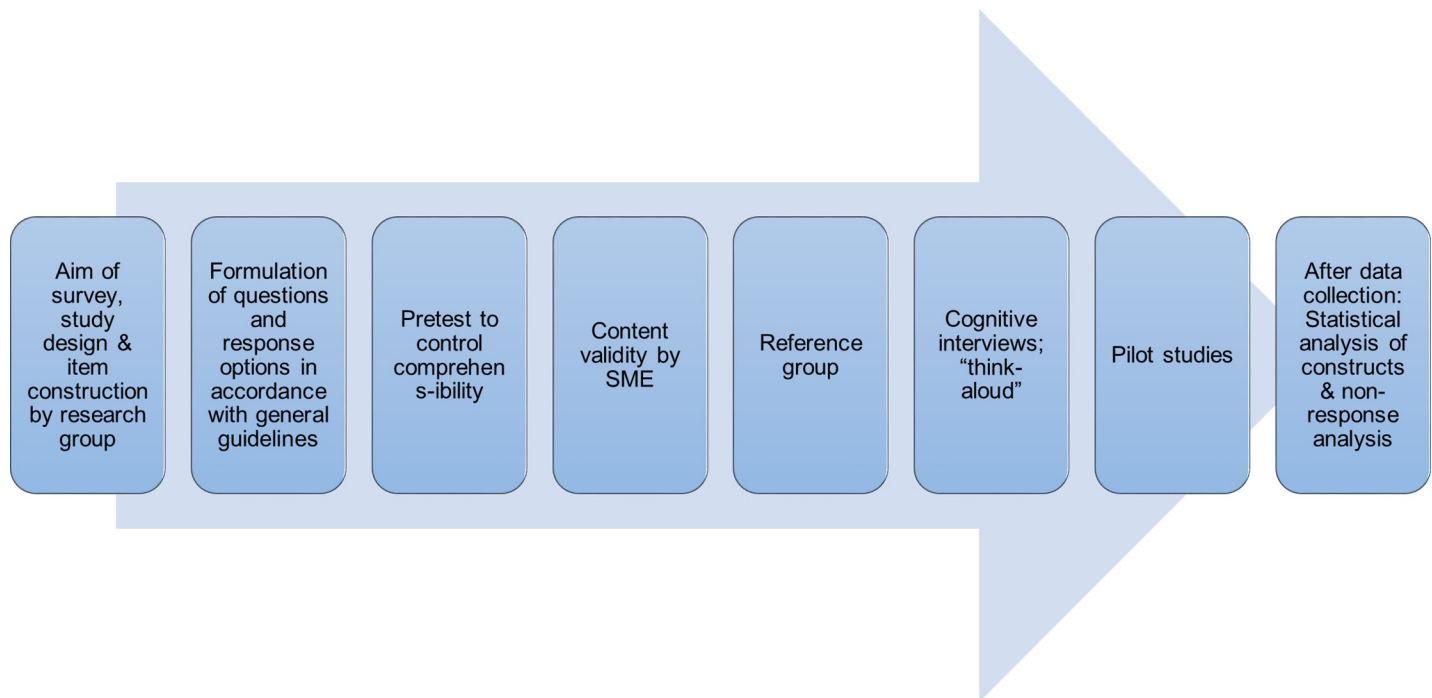 Aim of
survey,
study
design &
item
construction
by research
group
Formulation
of questions
and
response
options in
accordance
with general
guidelines
Pretest to
control
comprehen
s-ibility
Content
validity by
SME
Reference
group
Cognitive
interviews;
“think-
aloud”
Pilot studies
After data
collection:
Statistical
analysis of
constructs
& non-
response
analysis